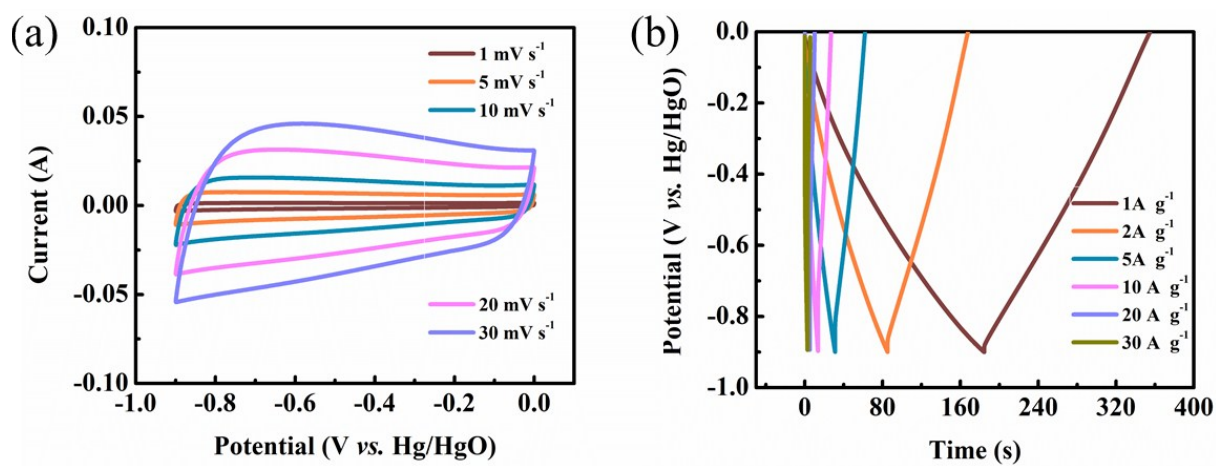 (a)
0.10
0.05
0.00
-0.05
-0.10
Current (A)
1 mV s⁻¹
5 mV s⁻¹
10 mV s⁻¹
20 mV s⁻¹
30 mV s⁻¹
-1.0 -0.8 -0.6 -0.4 -0.2 0.0
Potential (V vs. Hg/HgO)
(b)
0.0
-0.2
-0.4
-0.6
-0.8
-1.0
Potential (V vs. Hg/HgO)
1A g⁻¹
2A g⁻¹
5A g⁻¹
10 A g⁻¹
20 A g⁻¹
30 A g⁻¹
0 80 160 240 320 400
Time (s)